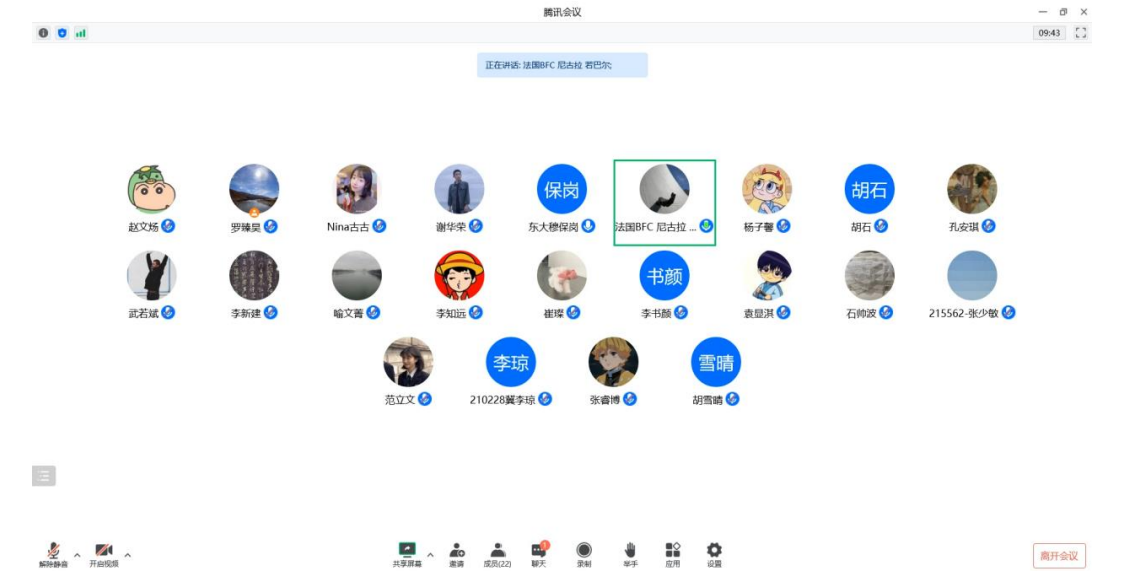 腾讯会议
09:43
正在讲话: 法国BFC 尼古拉 若巴尔;
保岗
胡石
赵文炀
罗臻昊
Nina古古
谢华荣
东大穆保岗
法国BFC 尼古拉 ...
杨子馨
胡石
孔安琪
书颜
武若斌
李新建
喻文菁
李知远
崔璨
李书颜
袁显淇
石帅波
215562-张少敏
李琼
雪晴
范立文
210228冀李琼
张睿博
胡雪晴
解除静音
开启视频
共享屏幕
邀请
成员(22)
聊天
录制
举手
应用
设置
离开会议